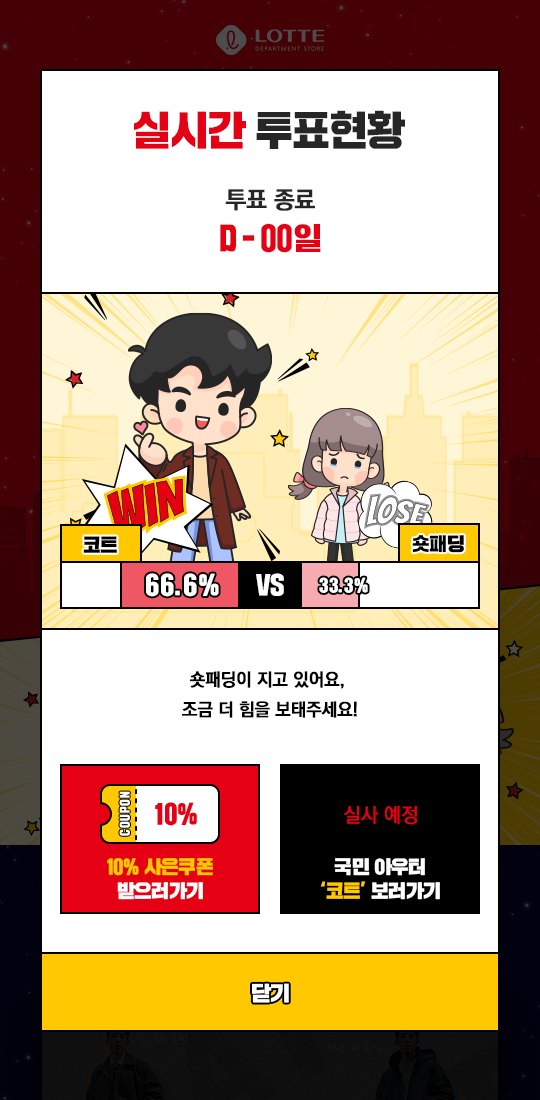 LOTTE
DEPARTMENT STORE
실시간 투표현황
투표 종료
D - 00일
WIN
LOSE
코트
숏패딩
66.6%
VS
33.3%
숏패딩이 지고 있어요,
조금 더 힘을 보태주세요!
COUPON
10%
10% 사은쿠폰
받으러가기
실사 예정
국민 아우터
‘코트’ 보러가기
닫기